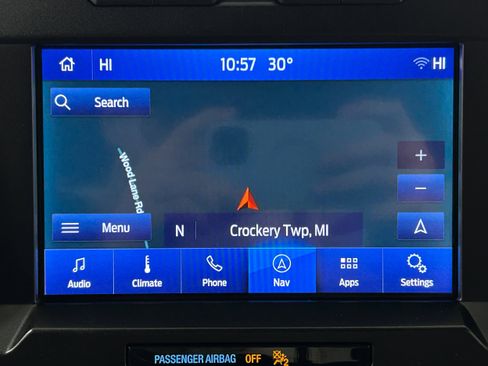 HI 10:57 30° HI
Search
Wood Lane Rd
+
−
Menu N Crockery Twp, MI
Audio Climate Phone Nav Apps Settings
PASSENGER AIRBAG OFF 2